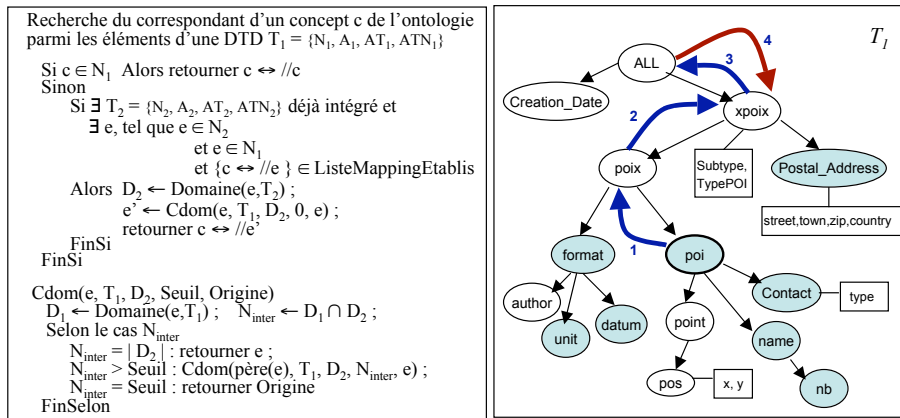 Recherche du correspondant d'un concept c de l'ontologie
parmi les éléments d'une DTD T1 = {N1, A1, AT1, ATN1}
Si c ∈ N1 Alors retourner c ⇔ //c
Sinon
Si ∃ T2 = {N2, A2, AT2, ATN2} déjà intégré et
∃ e, tel que e ∈ N2
et e ∈ N1
et {c ⇔ //e } ∈ ListeMappingEtablis
Alors D2 ← Domaine(e,T2) ;
e' ← Cdom(e, T1, D2, 0, e) ;
retourner c ⇔ //e'
FinSi
FinSi
Cdom(e, T1, D2, Seuil, Origine)
D1 ← Domaine(e,T1) ; Ninter ← D1 ∩ D2 ;
Selon le cas Ninter
Ninter = | D2 | : retourner e ;
Ninter > Seuil : Cdom(père(e), T1, D2, Ninter, e) ;
Ninter = Seuil : retourner Origine
FinSelon
T1
4
3
ALL
Creation_Date
xpoix
2
poix
Subtype,
TypePOI
Postal_Address
street,town,zip,country
1
format
poi
author
unit
datum
point
Contact
type
name
pos
x, y
nb